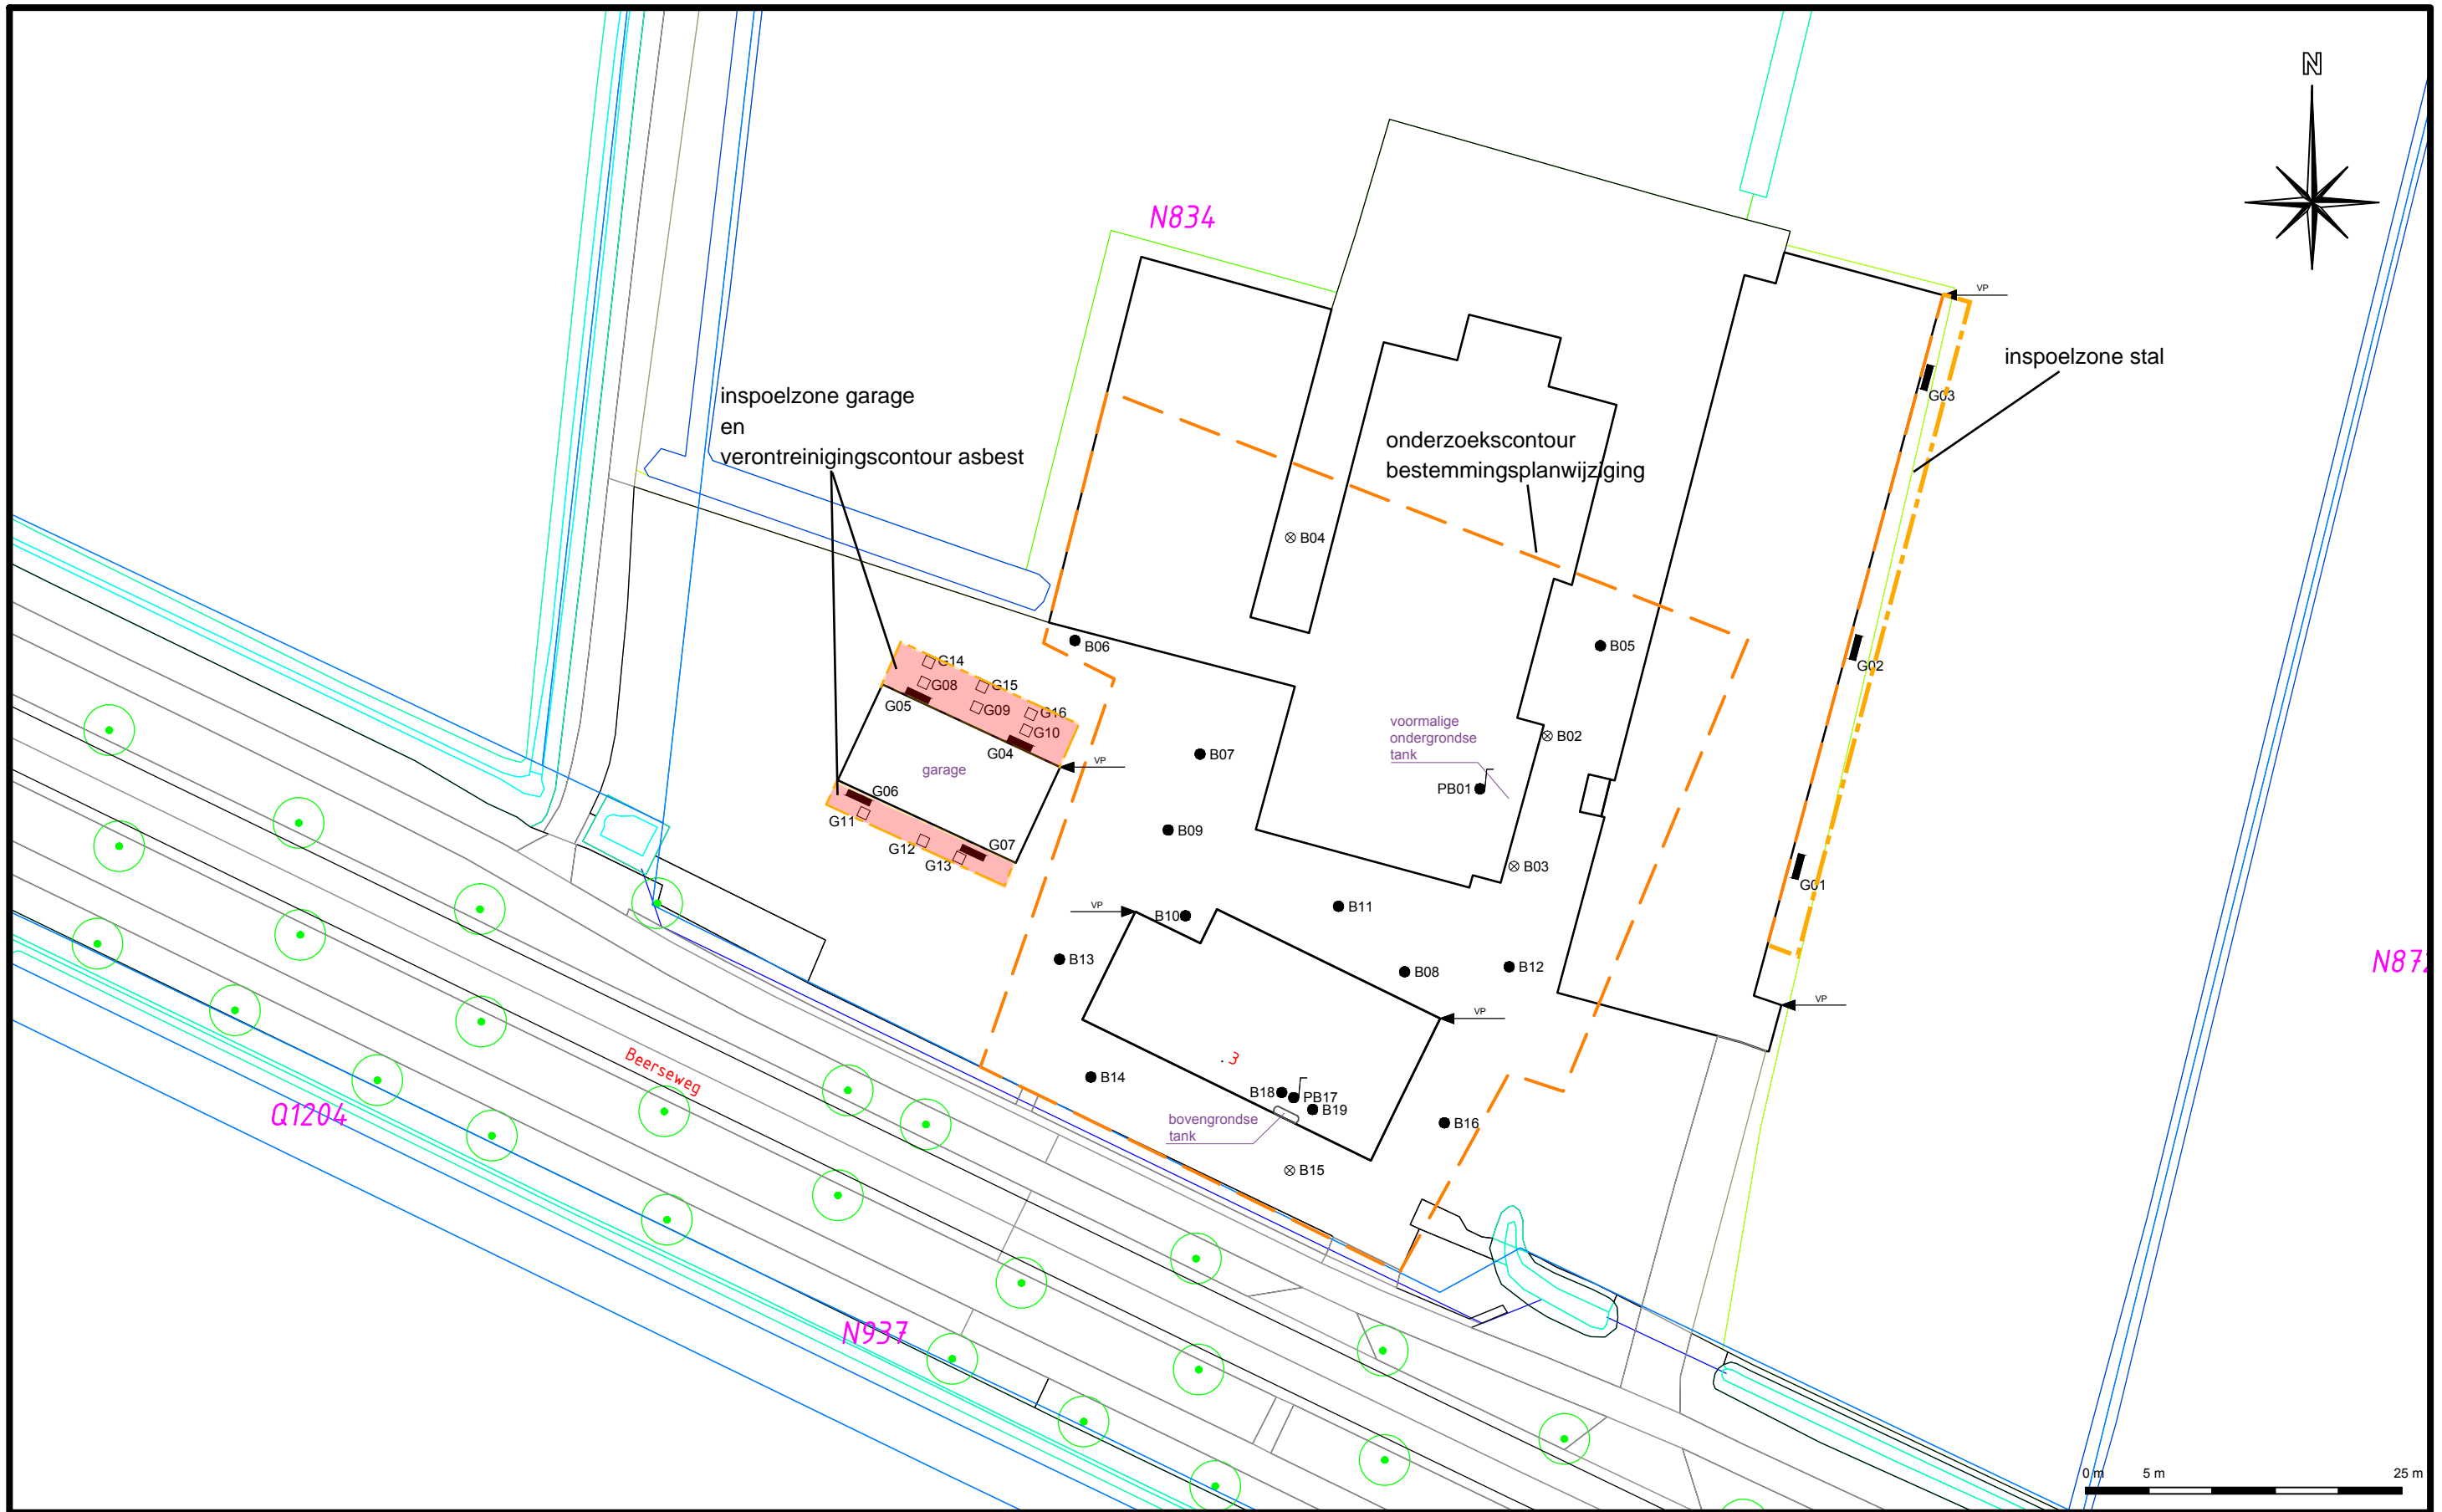 N
N834
VP
inspoelzone stal
inspoelzone garage
en
verontreinigingscontour asbest
G03
onderzoekscontour
bestemmingsplanwijziging
B04
B06
B05
G14
G02
G08
G15
G05
G09
G16
G10
voormalige
ondergrondse
tank
B02
G04
B07
garage
VP
PB01
G06
G11
B09
G07
G12
G13
B03
G01
VP
B10
B11
B13
B08
B12
N872
VP
VP
Beerseweg
.3
B14
B18
PB17
B19
Q1204
bovengrondse
tank
B16
B15
N937
0 m
5 m
25 m